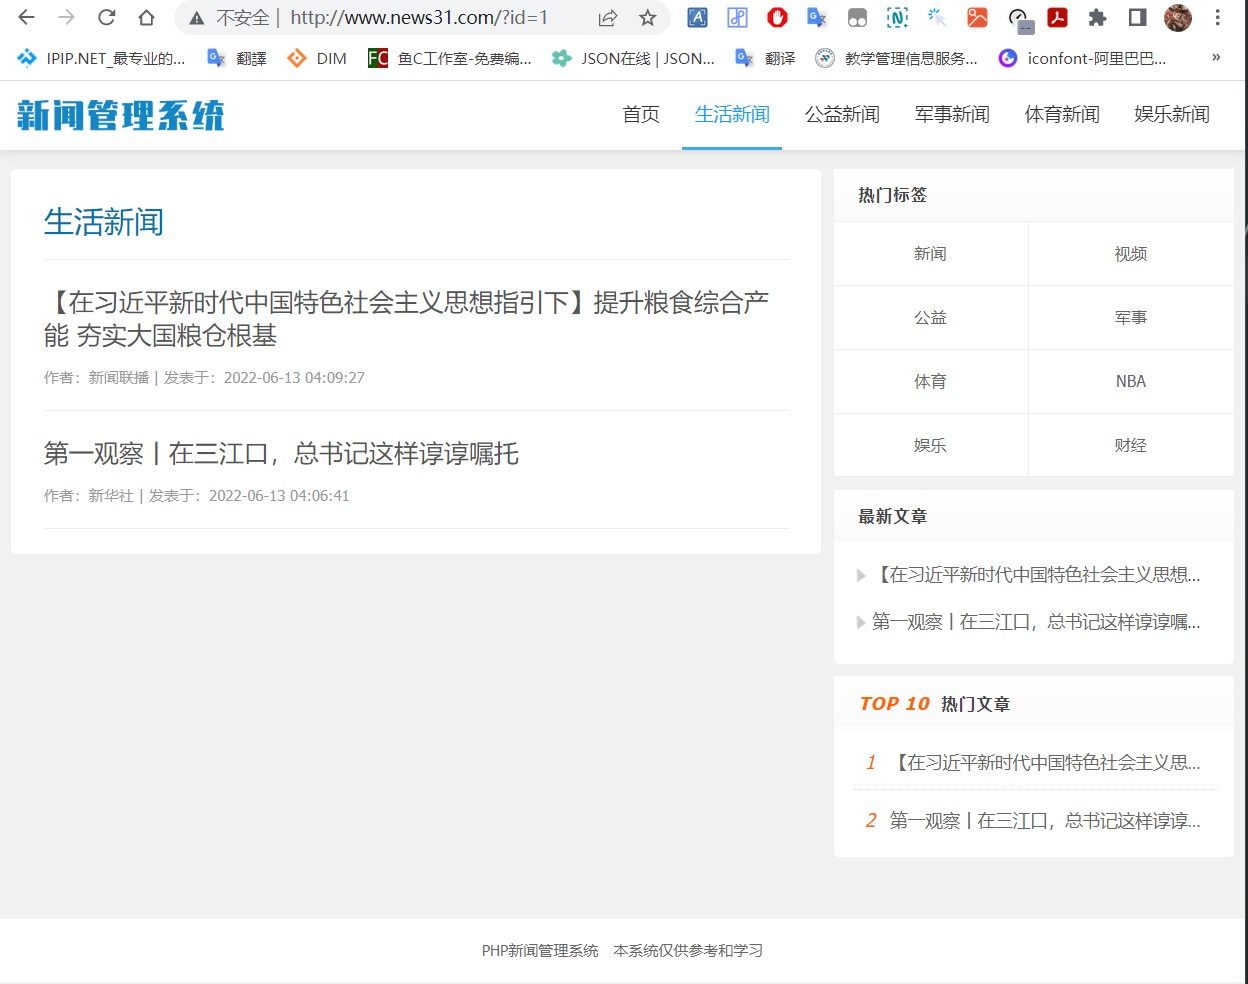 不安全 | http://www.news31.com/?id=1
IPIP.NET_最专业的... 翻譯 DIM FC 鱼C工作室-免费编... JSON在线 | JSON... 翻译 教学管理信息服务... iconfont-阿里巴巴... »
新闻管理系统 首页 生活新闻 公益新闻 军事新闻 体育新闻 娱乐新闻
生活新闻
【在习近平新时代中国特色社会主义思想指引下】提升粮食综合产
能 夯实大国粮仓根基
作者：新闻联播 | 发表于：2022-06-13 04:09:27
第一观察丨在三江口，总书记这样谆谆嘱托
作者：新华社 | 发表于：2022-06-13 04:06:41
热门标签
新闻 视频
公益 军事
体育 NBA
娱乐 财经
最新文章
【在习近平新时代中国特色社会主义思想...
第一观察丨在三江口，总书记这样谆谆嘱...
TOP 10 热门文章
1 【在习近平新时代中国特色社会主义思...
2 第一观察丨在三江口，总书记这样谆谆...
PHP新闻管理系统 本系统仅供参考和学习